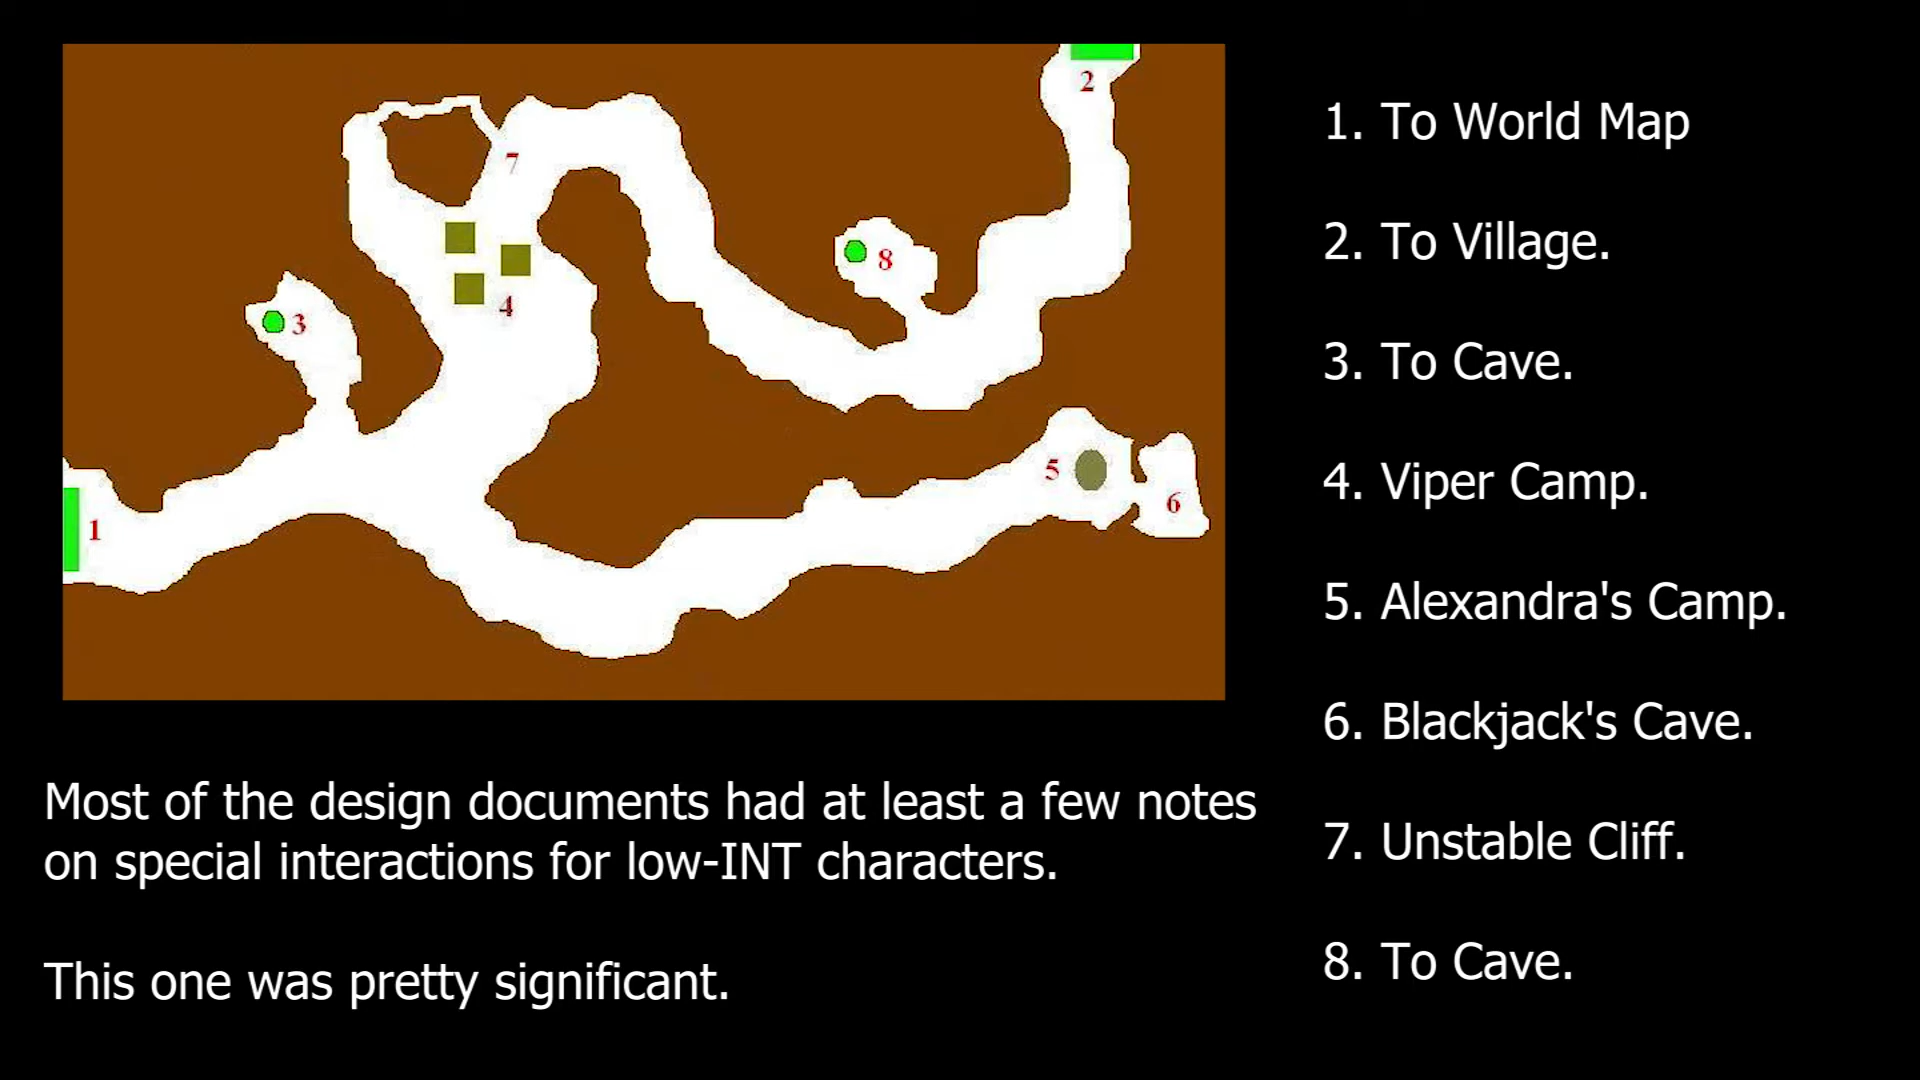 2
7
8
4
3
5
6
1
1. To World Map
2. To Village.
3. To Cave.
4. Viper Camp.
5. Alexandra's Camp.
6. Blackjack's Cave.
7. Unstable Cliff.
8. To Cave.
Most of the design documents had at least a few notes
on special interactions for low-INT characters.
This one was pretty significant.